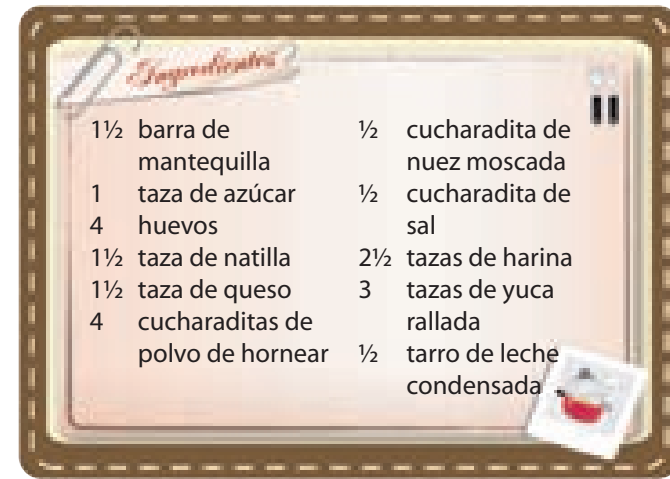 Ingredientes
1½ barra de
mantequilla
1 taza de azúcar
4 huevos
1½ taza de natilla
1½ taza de queso
4 cucharaditas de
polvo de hornear
½ cucharadita de
nuez moscada
½ cucharadita de
sal
2½ tazas de harina
3 tazas de yuca
rallada
½ tarro de leche
condensada